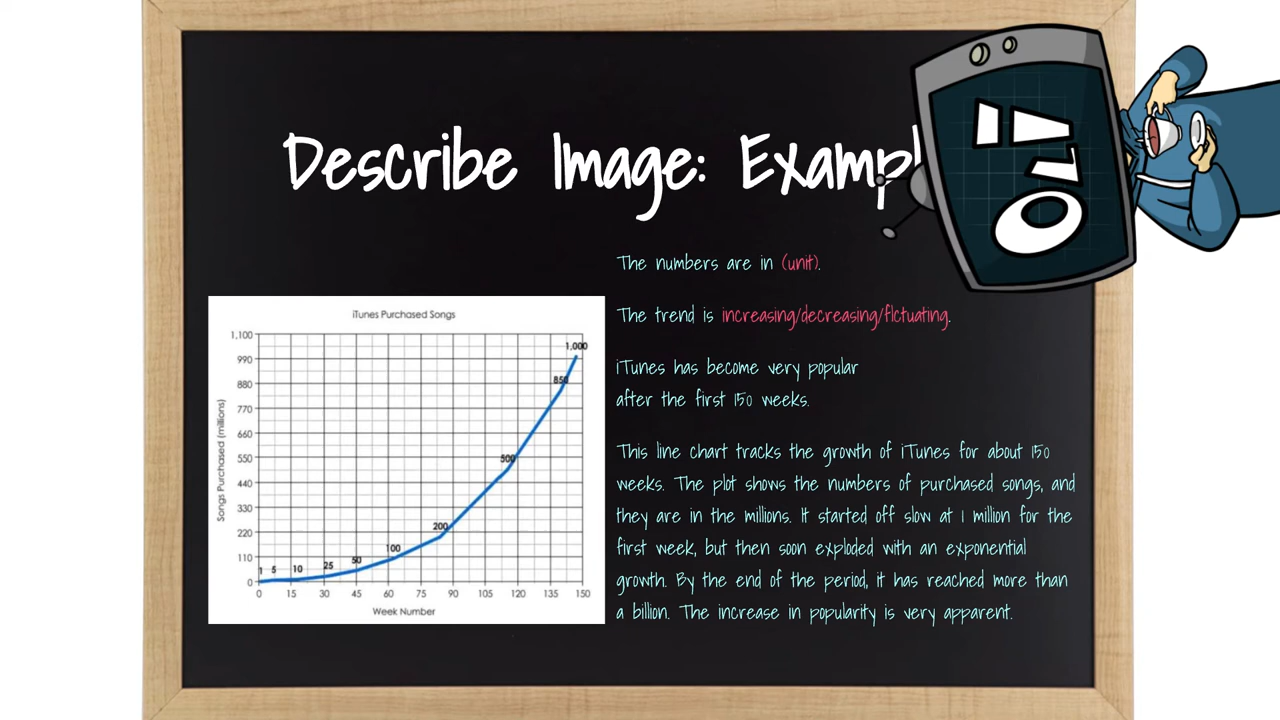 Describe Image: Exampl
OLI
The numbers are in (unit).
The trend is increasing/decreasing/flctuating.
iTunes has become very popular
after the first 150 weeks.
This line chart tracks the growth of iTunes for about 150
weeks. The plot shows the numbers of purchased songs, and
they are in the millions. It started off slow at 1 million for the
first week, but then soon exploded with an exponential
growth. By the end of the period, it has reached more than
a billion. The increase in popularity is very apparent.
iTunes Purchased Songs
Songs Purchased (millions)
1,100
990
880
770
660
550
440
330
220
110
0
1 5 10 25 50 100 200 500 850 1,000
0 15 30 45 60 75 90 105 120 135 150
Week Number